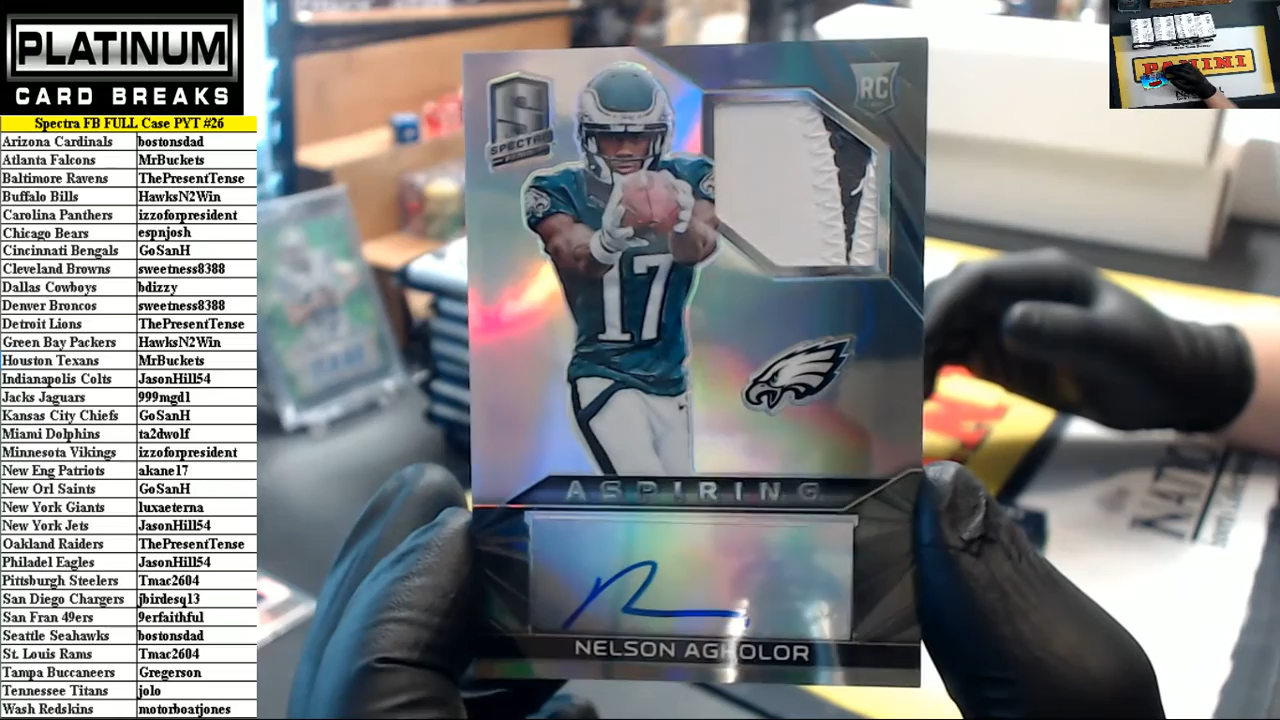 PLATINUM
CARD BREAKS
Spectra FB FULL Case PYT #26
Arizona Cardinals bostonsdad
Atlanta Falcons MrBuckets
Baltimore Ravens ThePresentTense
Buffalo Bills HawksN2Win
Carolina Panthers izzoforpresident
Chicago Bears espnjosh
Cincinnati Bengals GoSanH
Cleveland Browns sweetness8388
Dallas Cowboys bdizzy
Denver Broncos sweetness8388
Detroit Lions ThePresentTense
Green Bay Packers HawksN2Win
Houston Texans MrBuckets
Indianapolis Colts JasonHill54
Jacks Jaguars 999mgd1
Kansas City Chiefs GoSanH
Miami Dolphins ta2dwolf
Minnesota Vikings izzoforpresident
New Eng Patriots akane17
New Orl Saints GoSanH
New York Giants luxaeterna
New York Jets JasonHill54
Oakland Raiders ThePresentTense
Philadel Eagles JasonHill54
Pittsburgh Steelers Tmac2604
San Diego Chargers jbirdesq13
San Fran 49ers 9erfaithful
Seattle Seahawks bostonsdad
St. Louis Rams Tmac2604
Tampa Buccaneers Gregerson
Tennessee Titans jolo
Wash Redskins motorboatjones
S
SPECTRA
RC
17
ASPIRING
NELSON AGHOLOR
PANINI